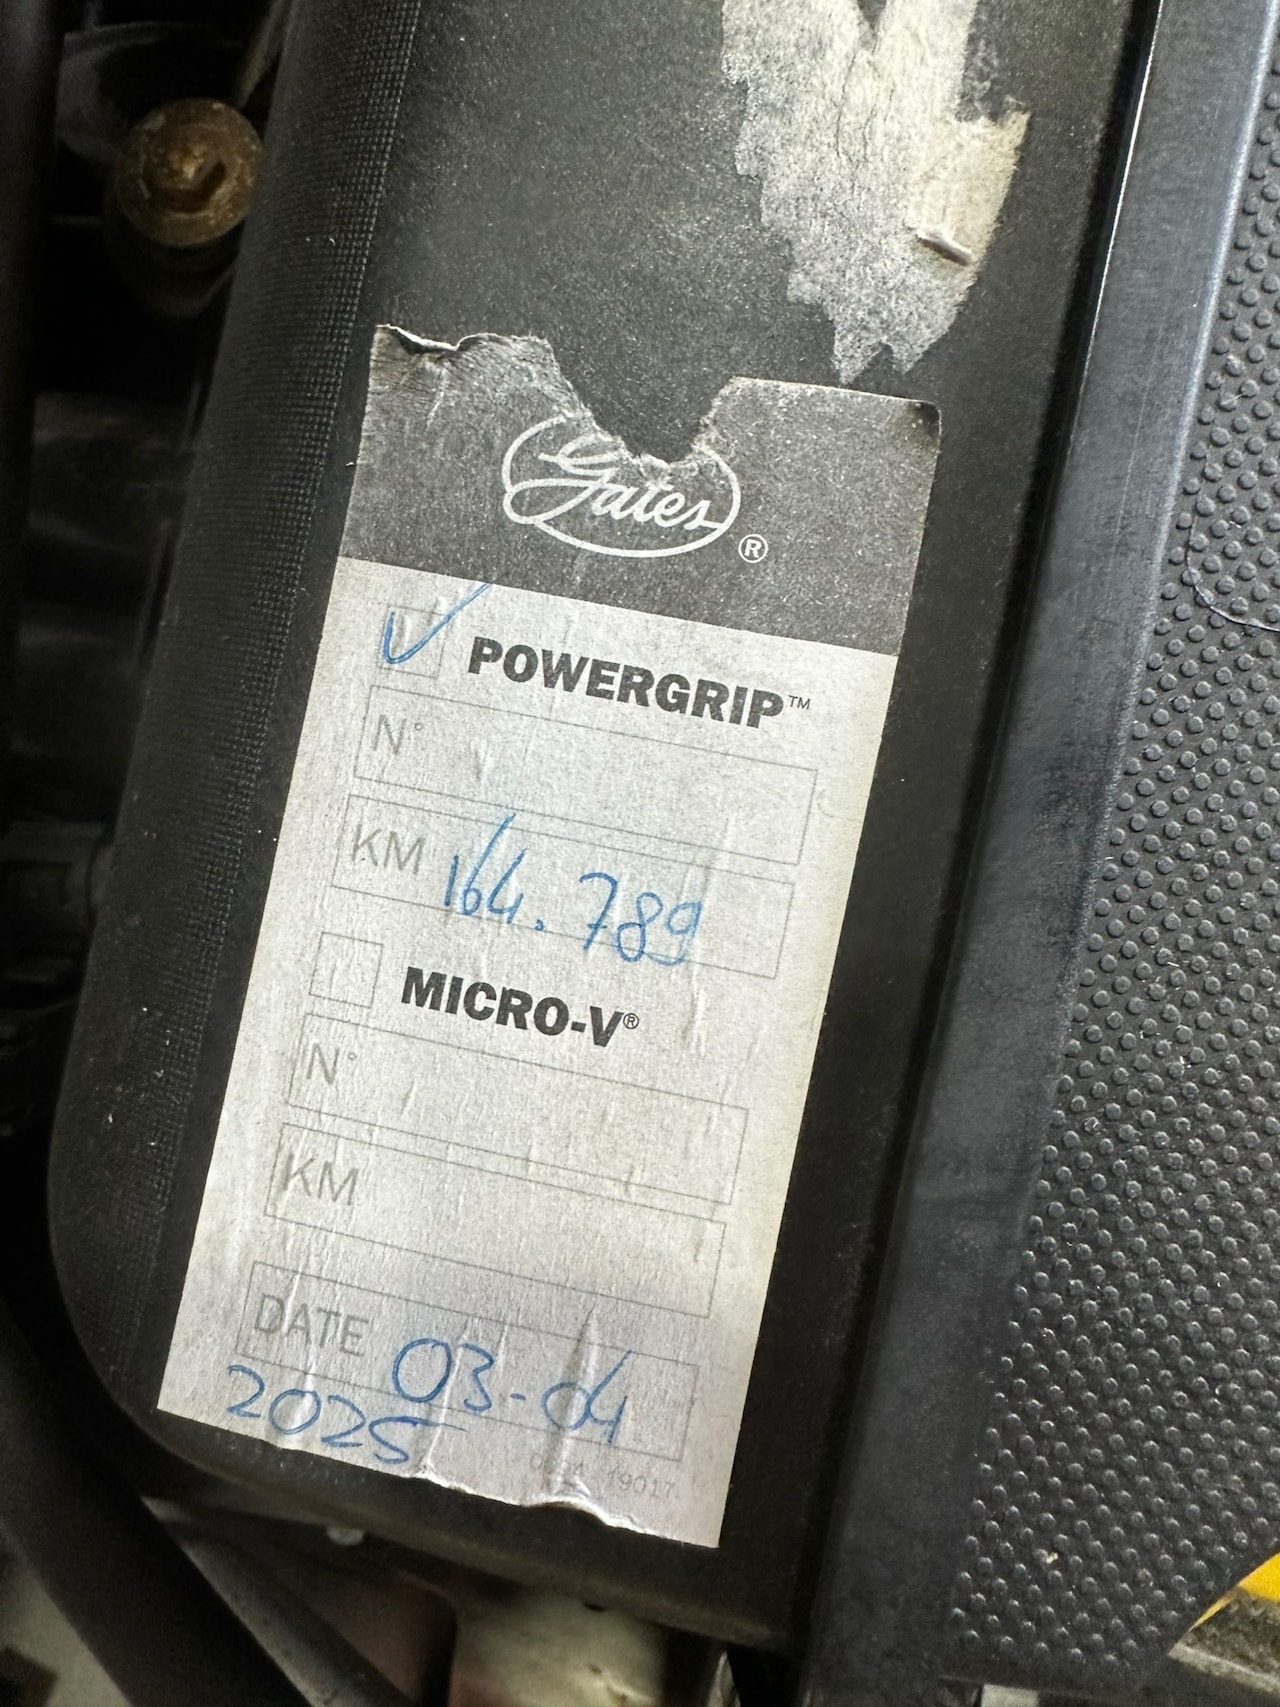 Gates®
POWERGRIP™
N°
KM 164.789
MICRO-V®
N°
KM
DATE 03-04
2025